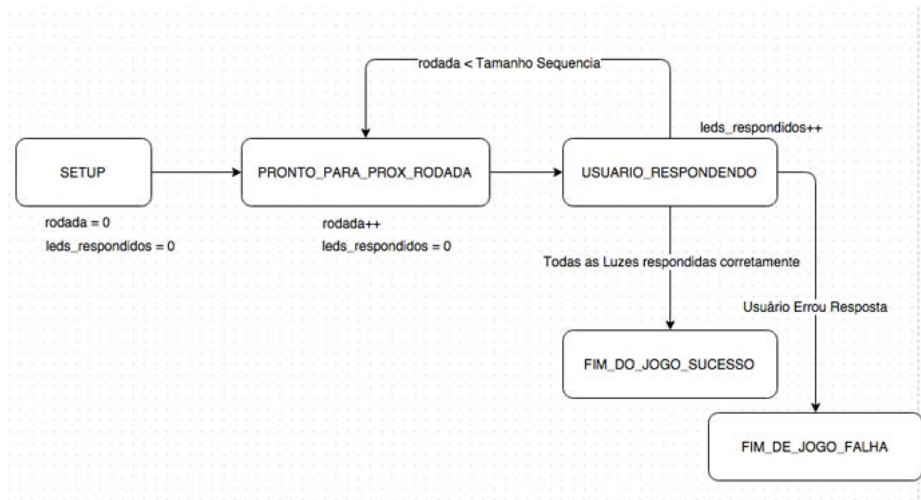 rodada < Tamanho Sequencia
leds_respondidos++
SETUP
PRONTO_PARA_PROX_RODADA
USUARIO_RESPONDENDO
rodada = 0
leds_respondidos = 0
rodada++
leds_respondidos = 0
Todas as Luzes respondidas corretamente
Usuário Errou Resposta
FIM_DO_JOGO_SUCESSO
FIM_DE_JOGO_FALHA